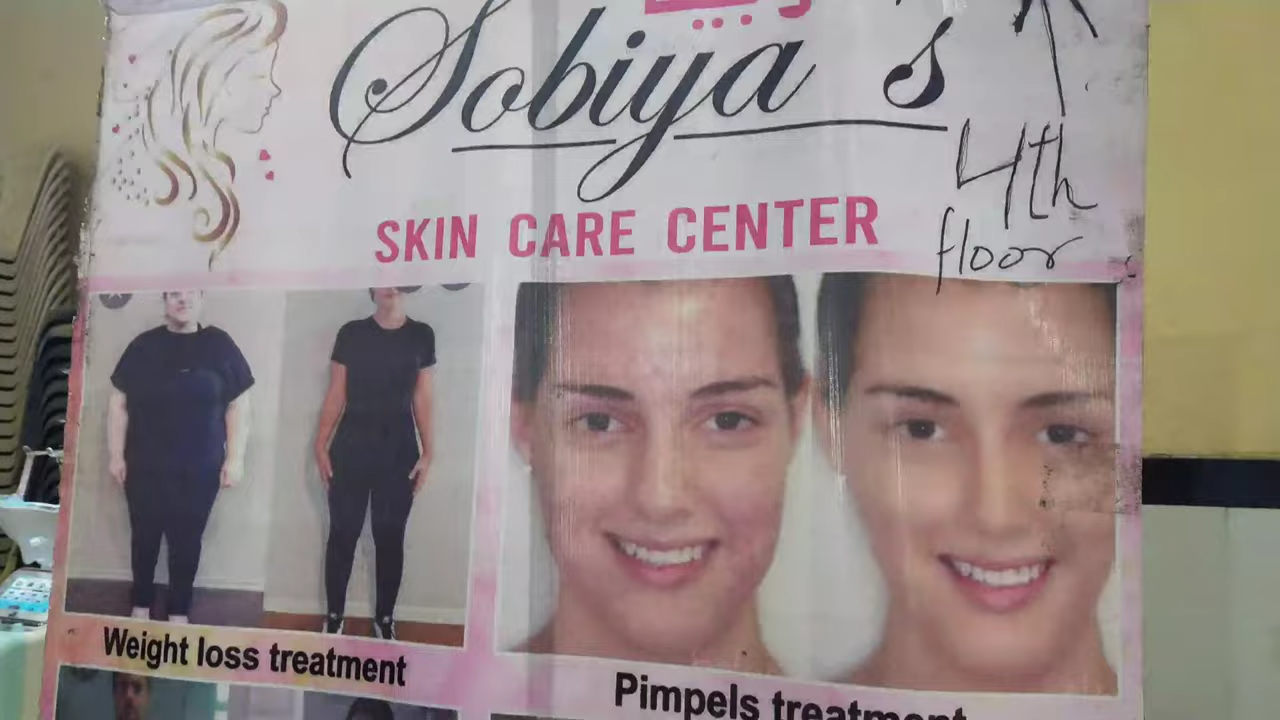 Sobiya's
4th
floor
SKIN CARE CENTER
Weight loss treatment
Pimpels treatment